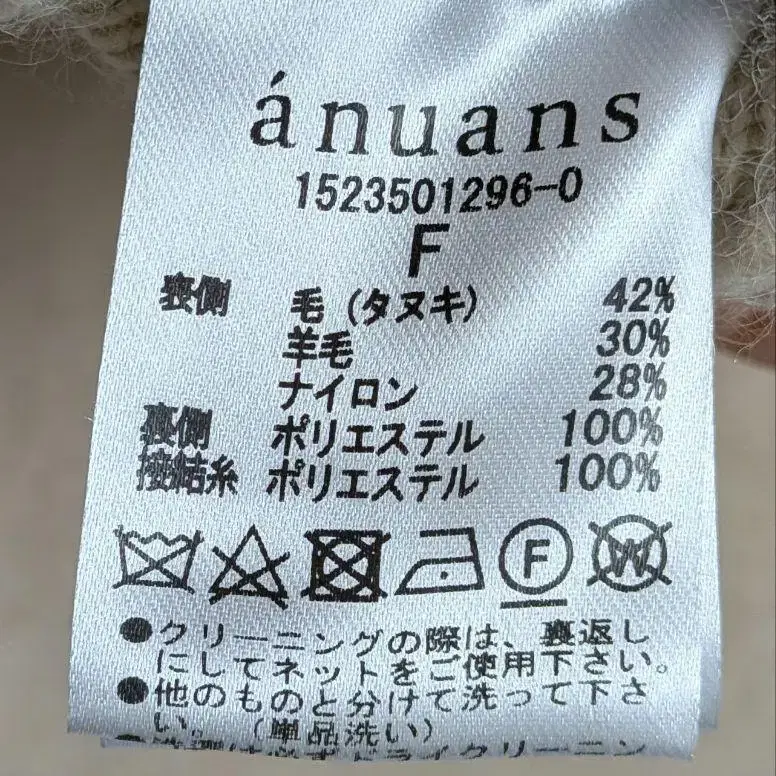 ánuans
1523501296-0
F
表側 毛(タヌキ) 42%
羊毛 30%
ナイロン 28%
裏側 ポリエステル 100%
接結糸 ポリエステル 100%
F W
●クリーニングの際は、裏返し
にしてネットをご使用下さい。
●他のものと分けて洗って下さ
い。(単品洗い)